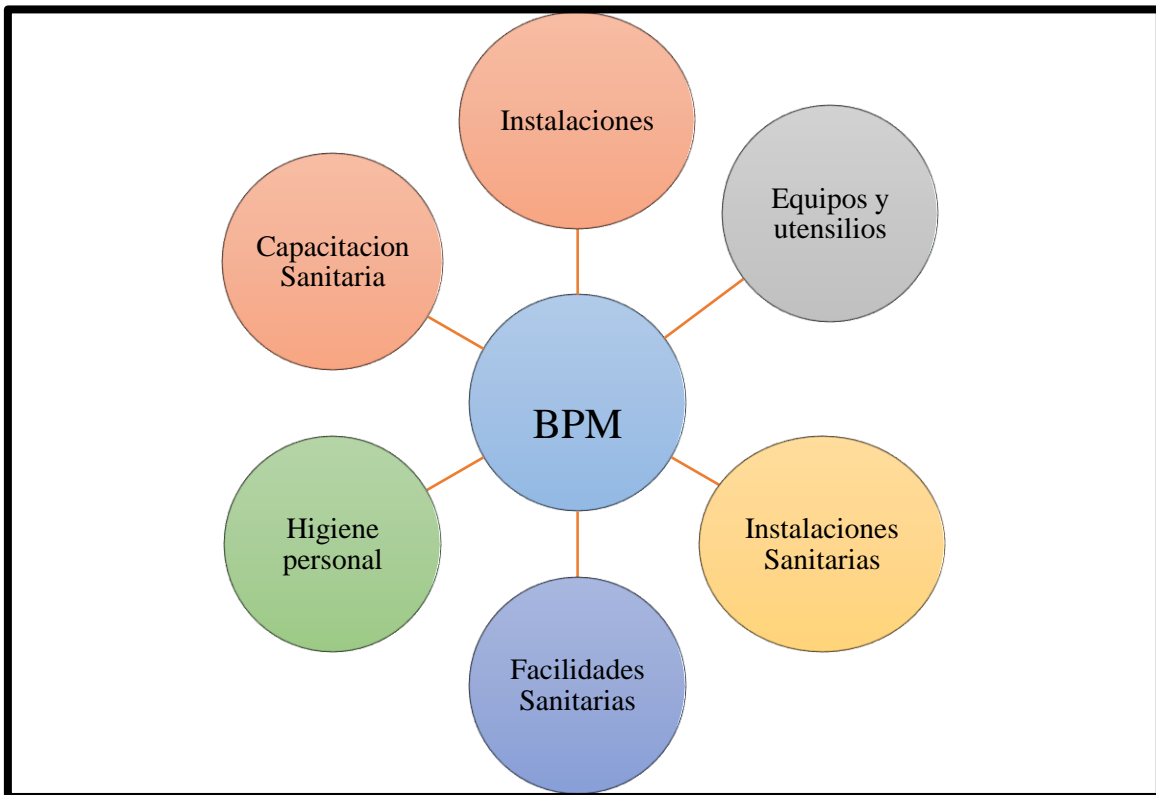 Instalaciones
Equipos y
utensilios
Capacitacion
Sanitaria
BPM
Higiene
personal
Instalaciones
Sanitarias
Facilidades
Sanitarias